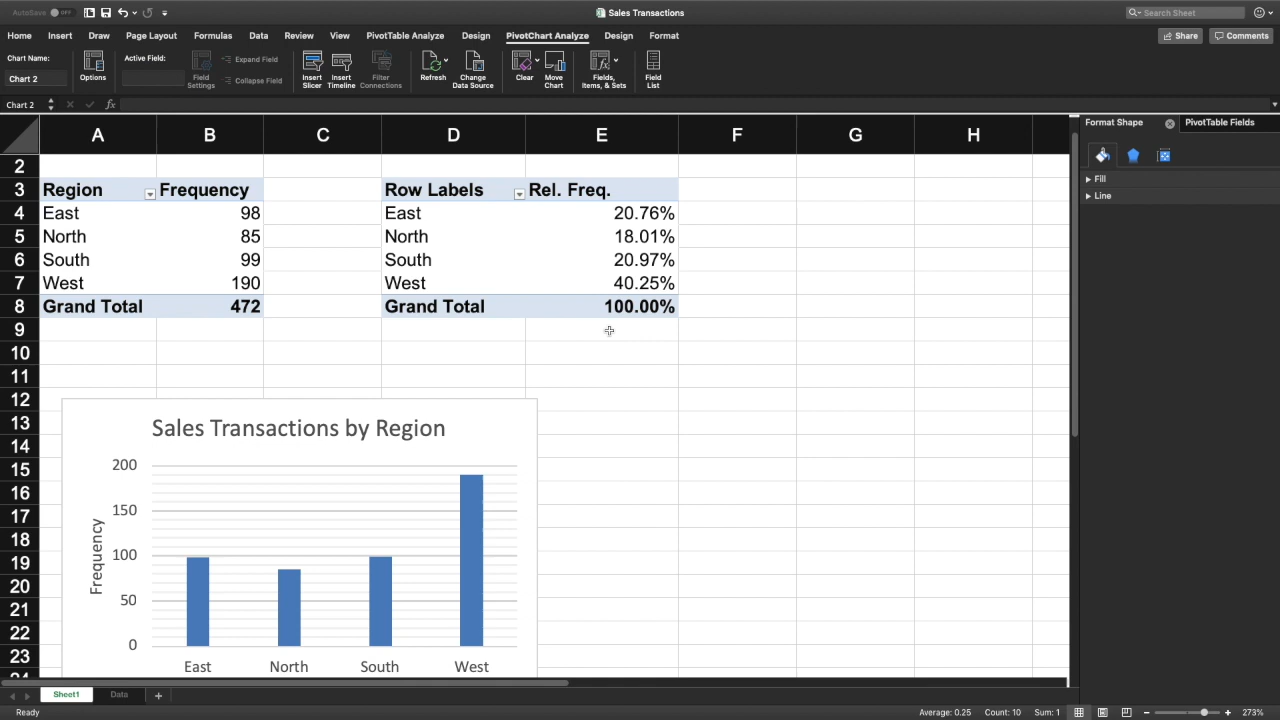 AutoSave OFF
Sales Transactions
Search Sheet
Home Insert Draw Page Layout Formulas Data Review View PivotTable Analyze Design PivotChart Analyze Design Format
Share Comments
Chart Name:
Chart 2
Options
Active Field:
Field Settings
Expand Field
Collapse Field
Insert Slicer
Insert Timeline
Filter Connections
Refresh
Change Data Source
Clear
Move Chart
Fields, Items, & Sets
Field List
Chart 2 fx
A B C D E F G H
Format Shape PivotTable Fields
Fill
Line
2
3 Region Frequency Row Labels Rel. Freq.
4 East 98 East 20.76%
5 North 85 North 18.01%
6 South 99 South 20.97%
7 West 190 West 40.25%
8 Grand Total 472 Grand Total 100.00%
9
10
11
12
13
14
15
16
17
18
19
20
21
22
23
Sales Transactions by Region
200
150
100
50
0
Frequency
East North South West
Sheet1 Data
Ready
Average: 0.25 Count: 10 Sum: 1
273%